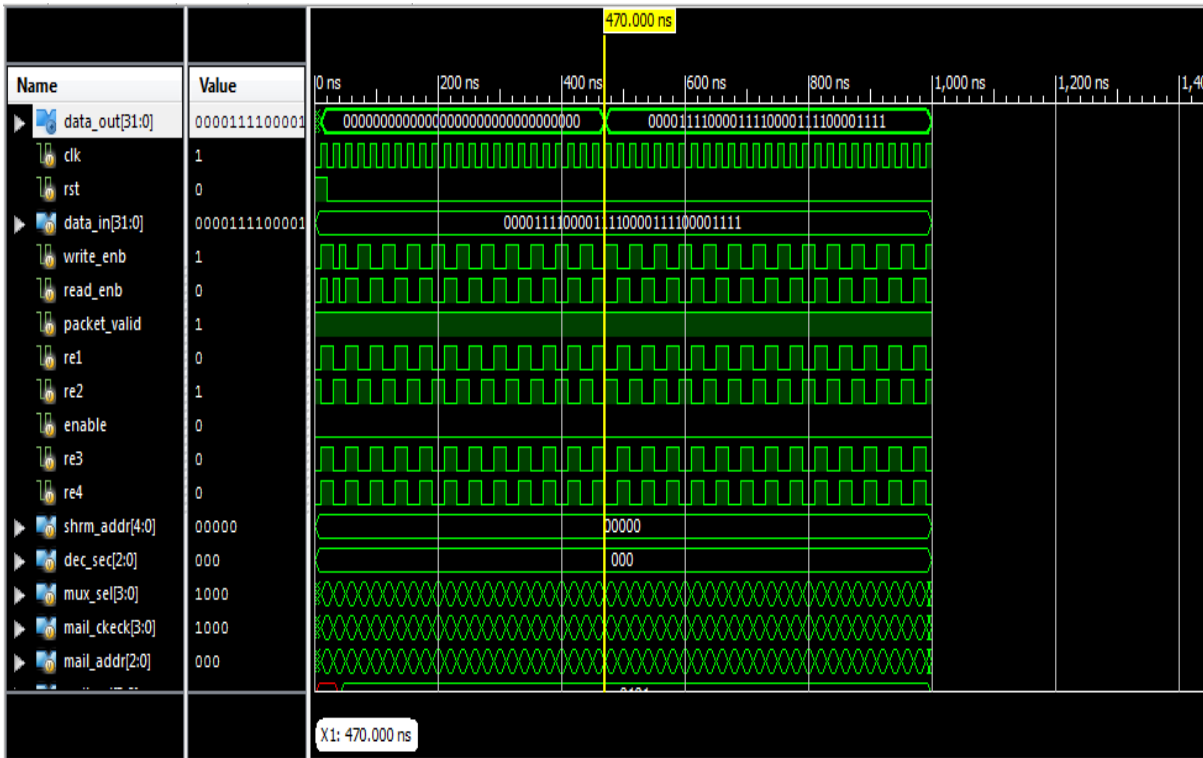 470.000 ns
Name Value 0 ns 200 ns 400 ns 600 ns 800 ns 1,000 ns 1,200 ns 1,40
data_out[31:0] 0000111100001 00000000000000000000000000000000 00001111000011110000111100001111
clk 1
rst 0
data_in[31:0] 0000111100001 00001111000011110000111100001111
write_enb 1
read_enb 0
packet_valid 1
re1 0
re2 1
enable 0
re3 0
re4 0
shrm_addr[4:0] 00000 00000
dec_sec[2:0] 000 000
mux_sel[3:0] 1000
mail_ckeck[3:0] 1000
mail_addr[2:0] 000
X1: 470.000 ns